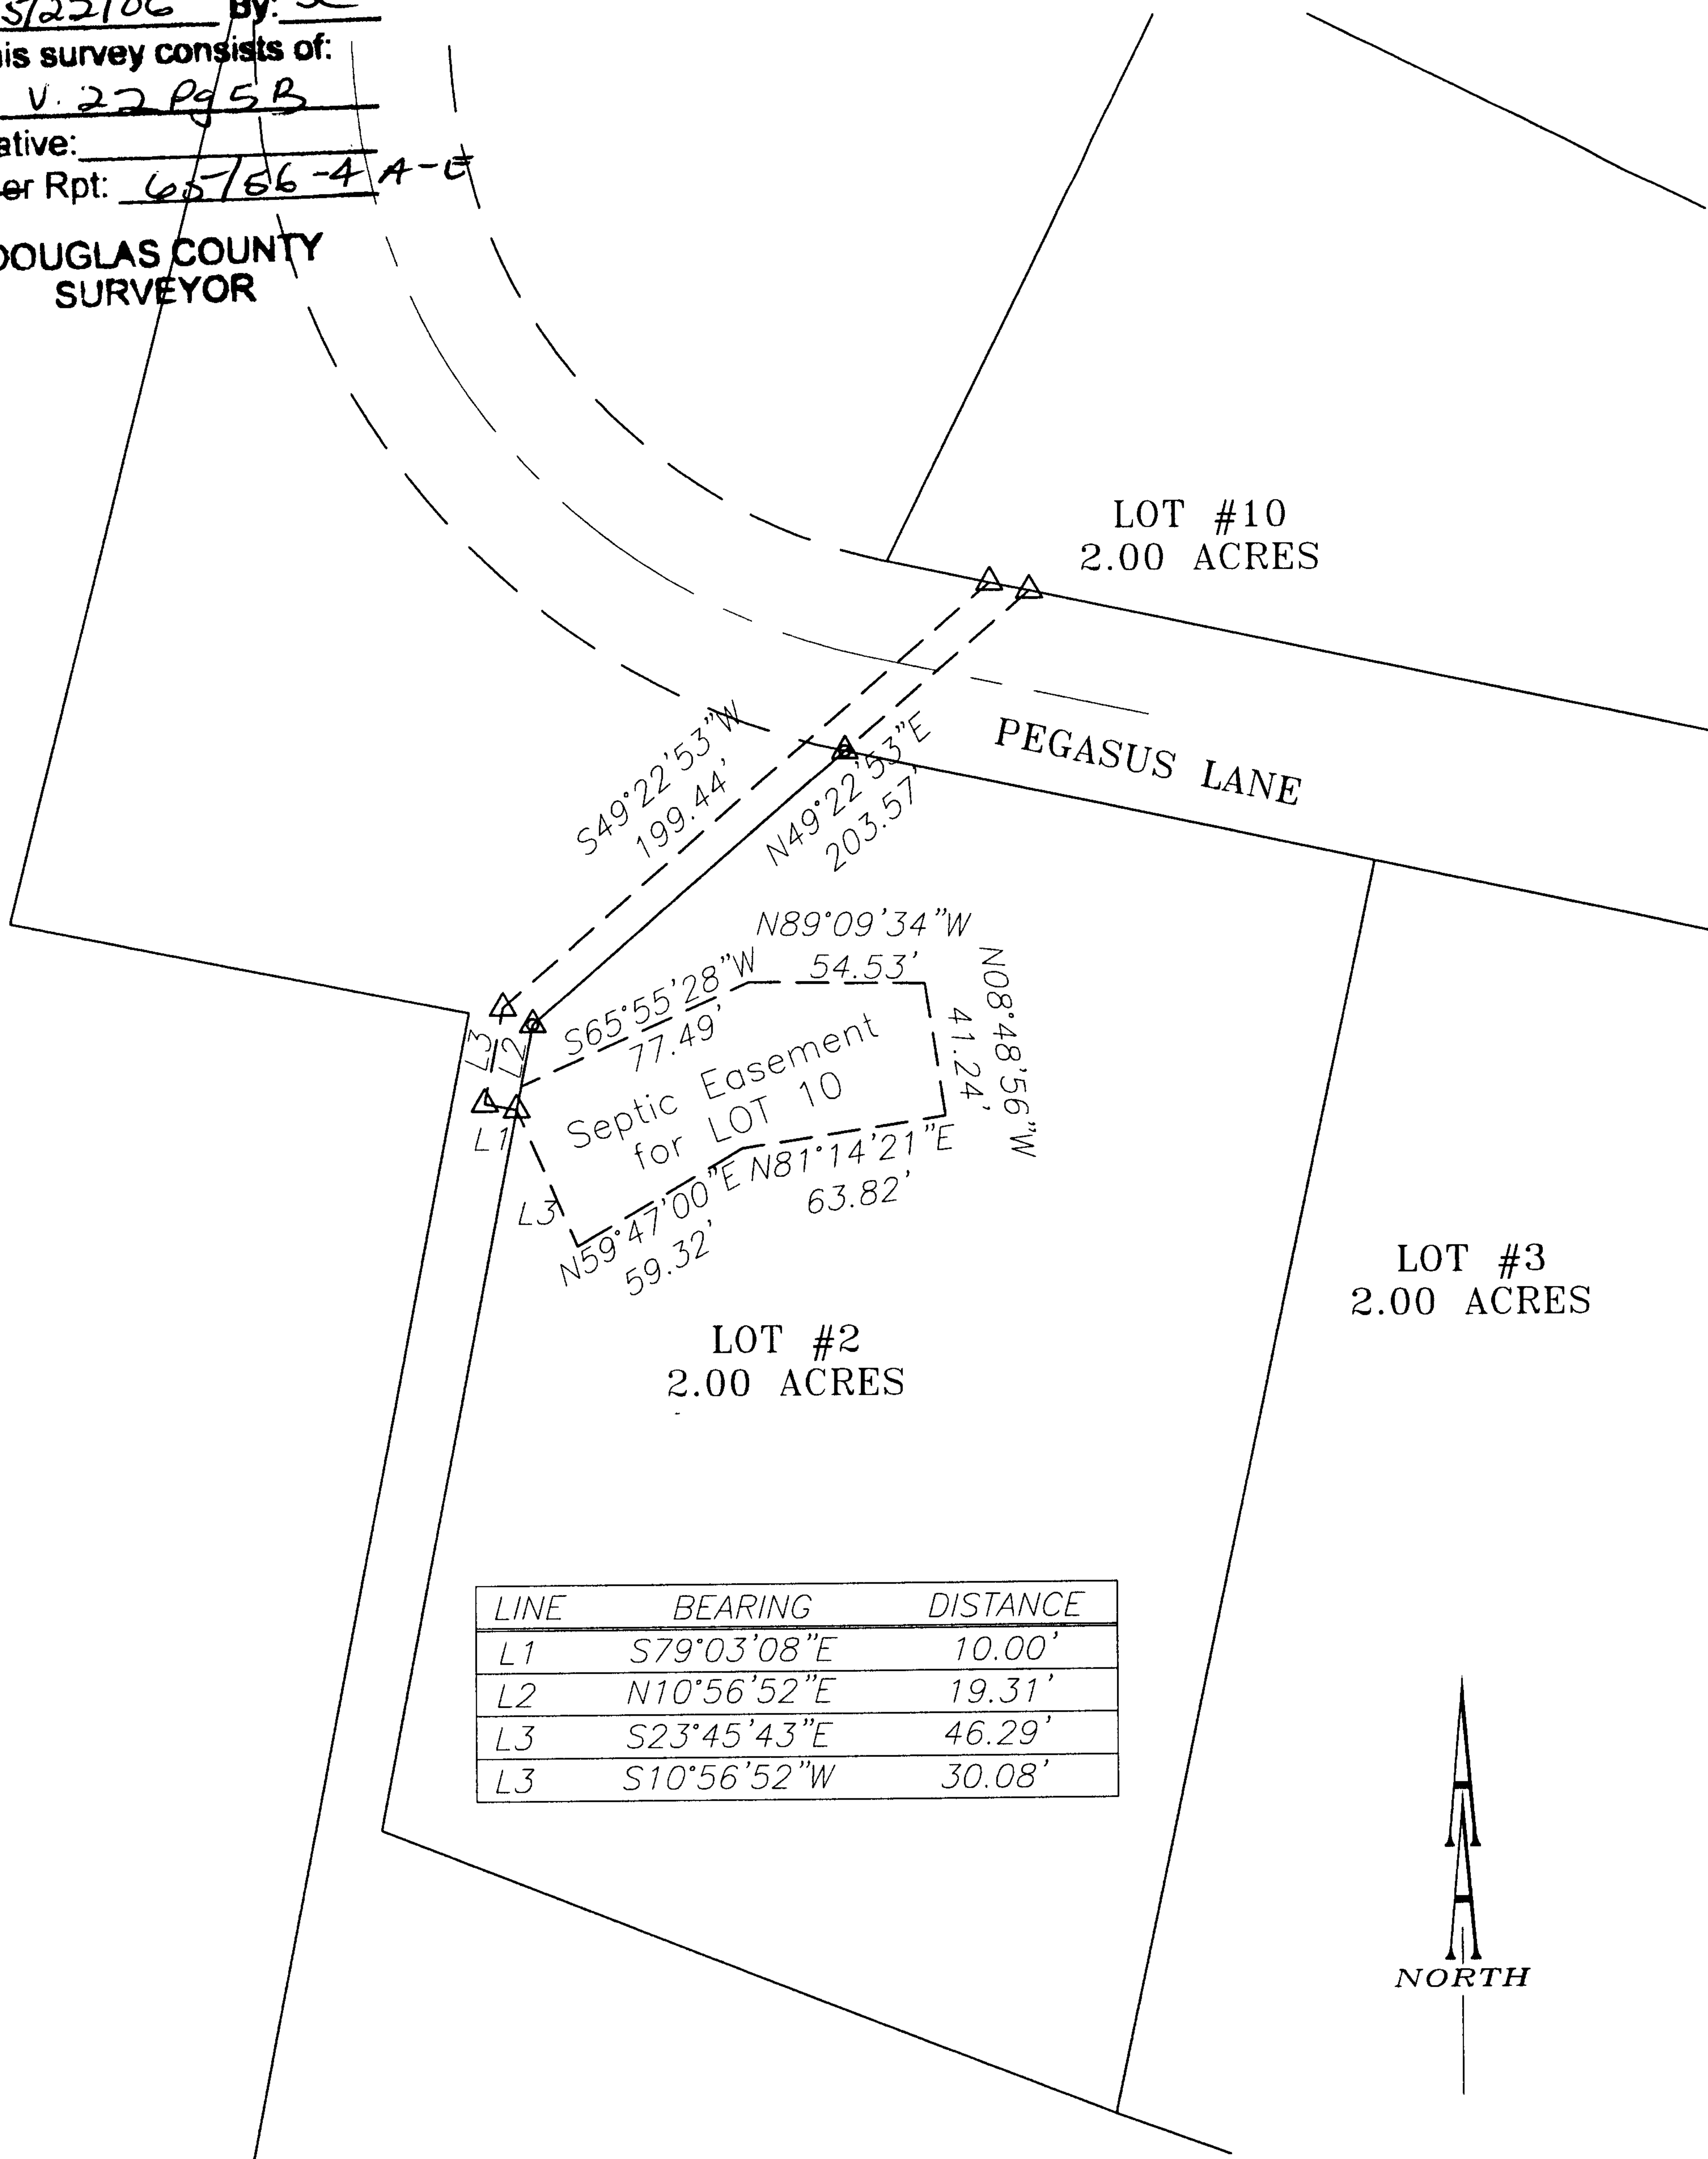 5/22/06 By:
his survey consists of:
V. 22 Pg 5B
ative:
er Rpt: 65/56-4 A-E
DOUGLAS COUNTY
SURVEYOR
LOT #10
2.00 ACRES
PEGASUS LANE
S49°22'53"W
199.44'
N49°22'53"E
203.57'
N89°09'34"W
54.53'
S65°55'28"W
77.49'
N08°48'56"W
41.24'
L3
L2
L1
L3
Septic Easement
for LOT 10
N81°14'21"E
63.82'
N59°47'00"E
59.32'
LOT #3
2.00 ACRES
LOT #2
2.00 ACRES
LINE BEARING DISTANCE
L1 S79°03'08"E 10.00'
L2 N10°56'52"E 19.31'
L3 S23°45'43"E 46.29'
L3 S10°56'52"W 30.08'
NORTH